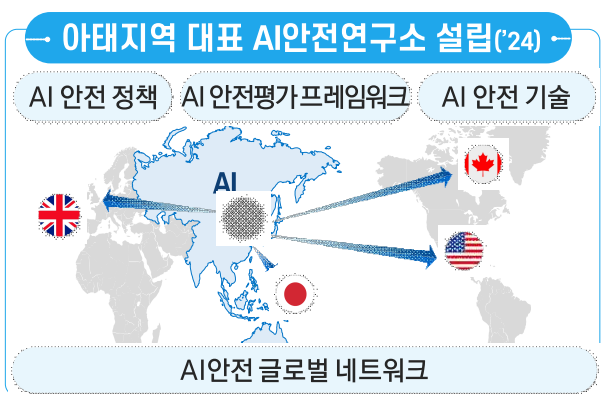 아태지역 대표 AI안전연구소 설립('24)
AI 안전 정책
AI 안전평가 프레임워크
AI 안전 기술
AI
AI안전 글로벌 네트워크